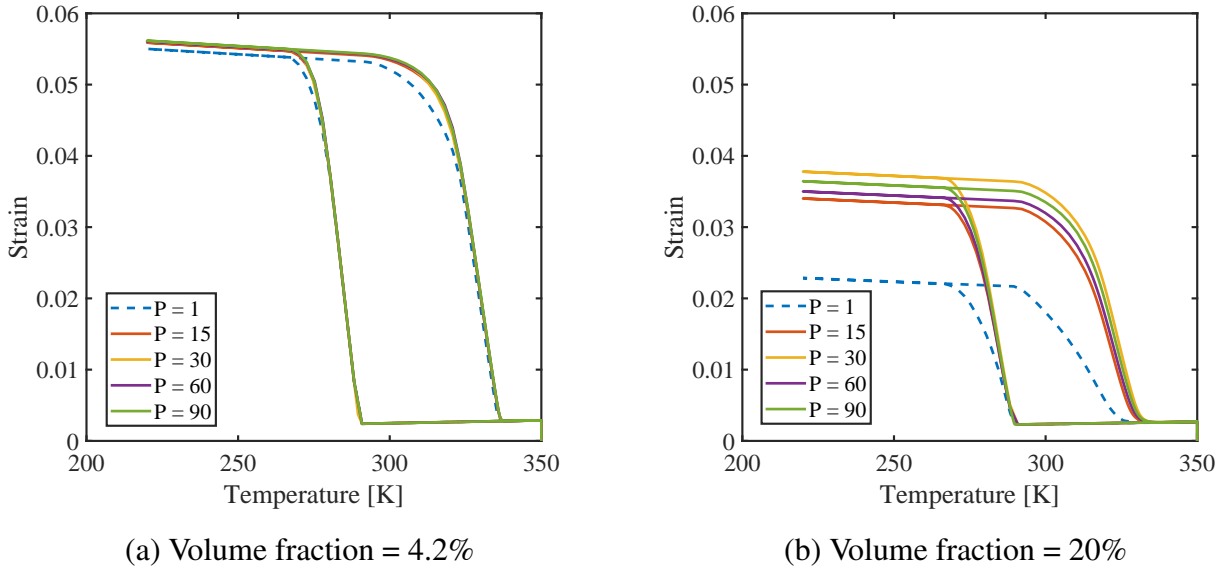 0.06
0.05
0.04
0.03
0.02
0.01
0
Strain
P = 1
P = 15
P = 30
P = 60
P = 90
200
250
300
350
Temperature [K]
(a) Volume fraction = 4.2%
0.06
0.05
0.04
0.03
0.02
0.01
0
Strain
P = 1
P = 15
P = 30
P = 60
P = 90
200
250
300
350
Temperature [K]
(b) Volume fraction = 20%